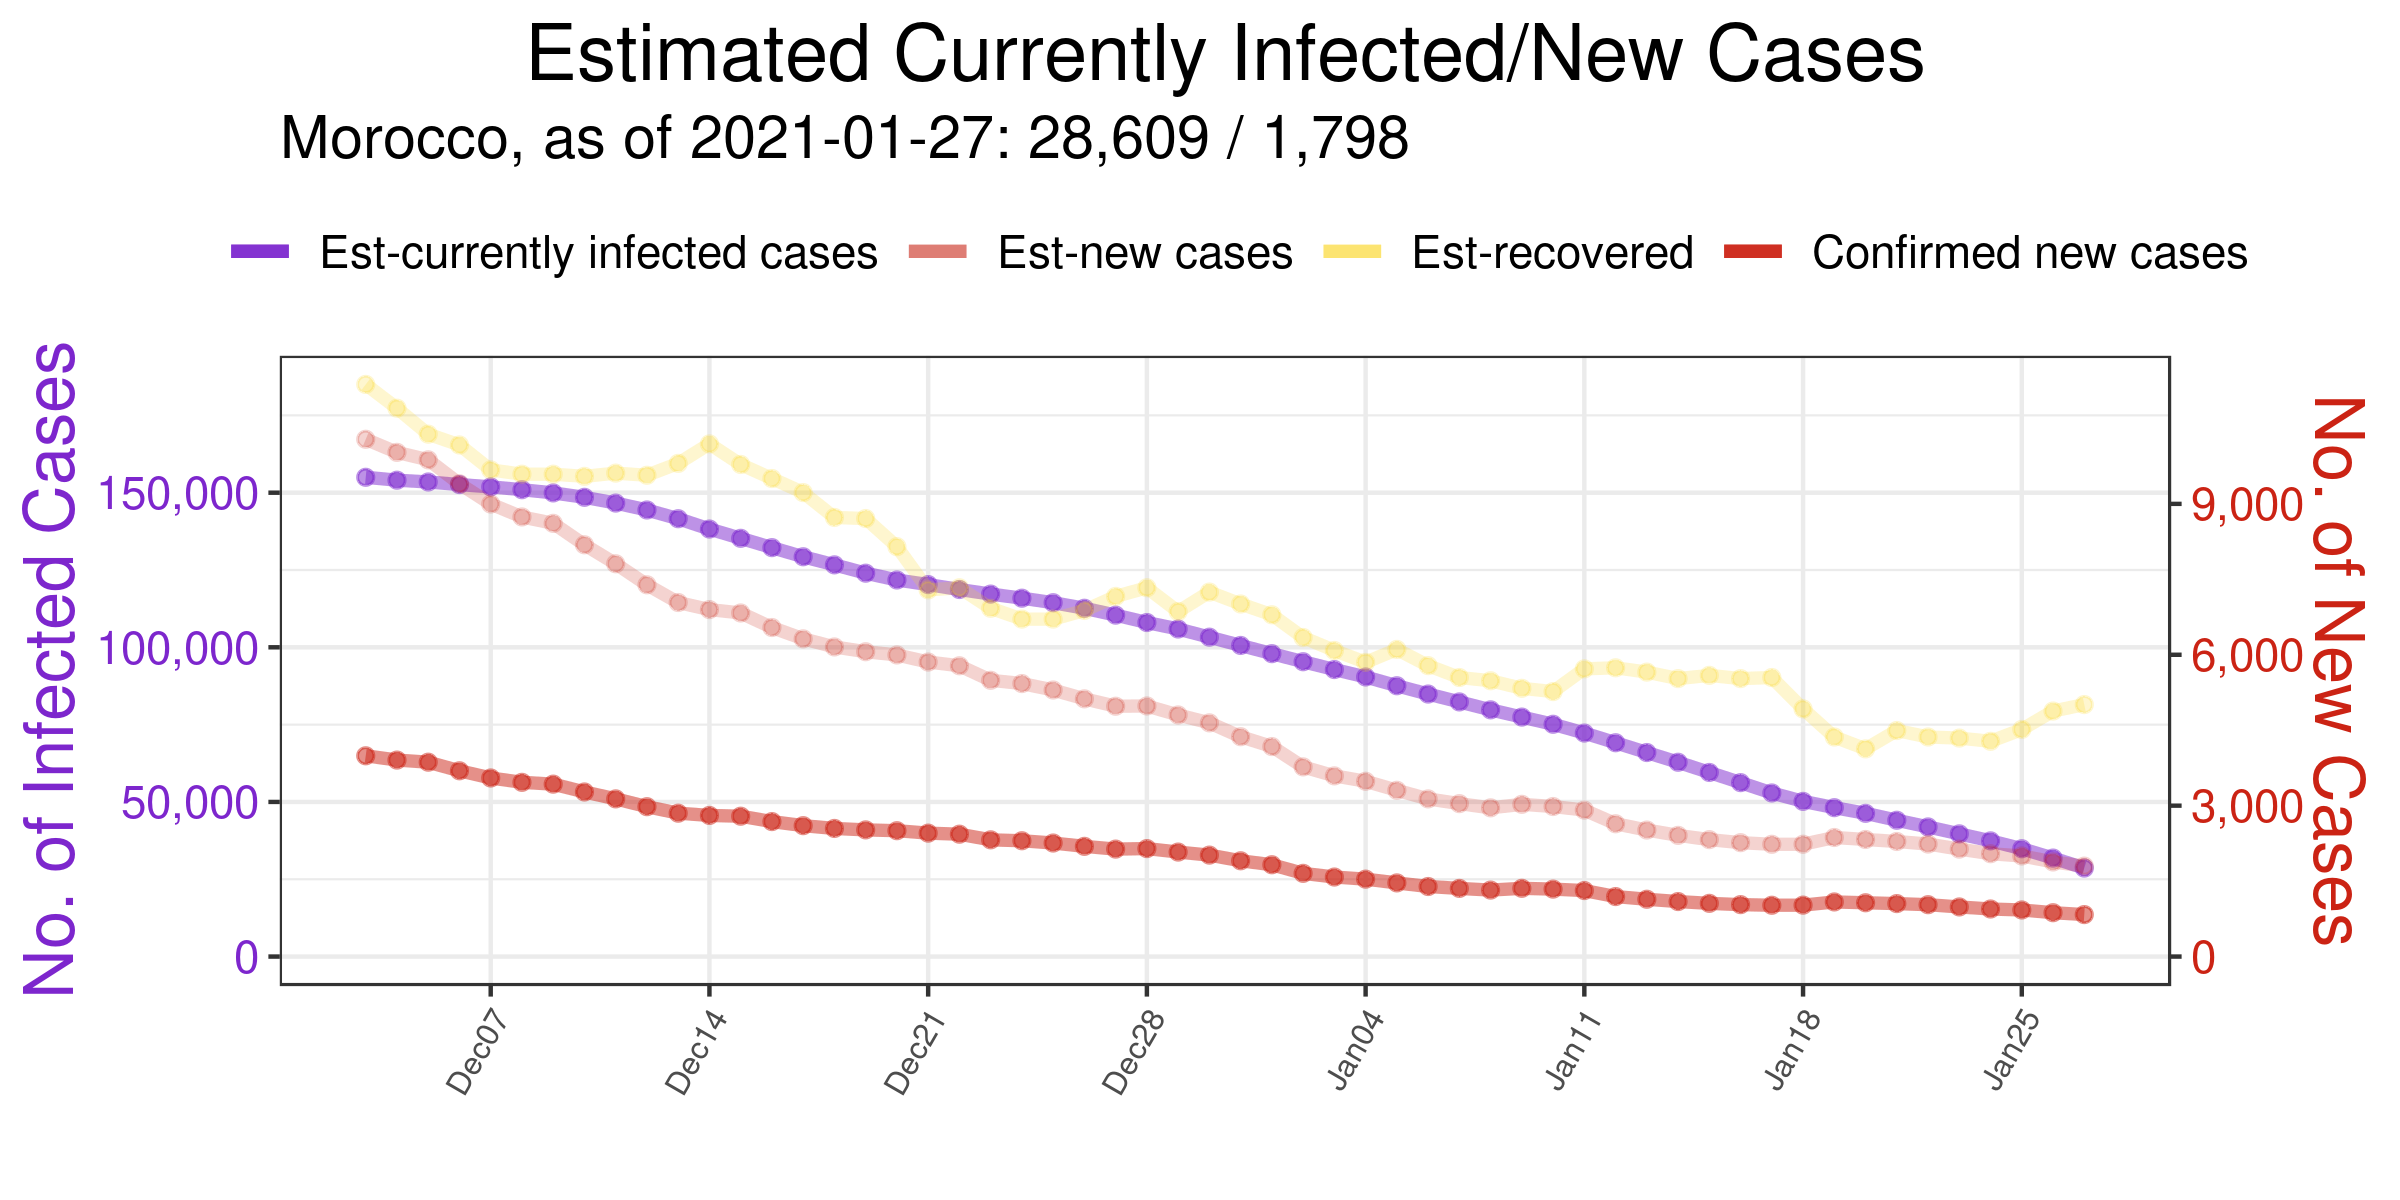 Estimated Currently Infected/New Cases
Morocco, as of 2021-01-27: 28,609 / 1,798
Est-currently infected cases Est-new cases Est-recovered Confirmed new cases
No. of Infected Cases
150,000
100,000
50,000
0
No. of New Cases
9,000
6,000
3,000
0
Dec07 Dec14 Dec21 Dec28 Jan04 Jan11 Jan18 Jan25